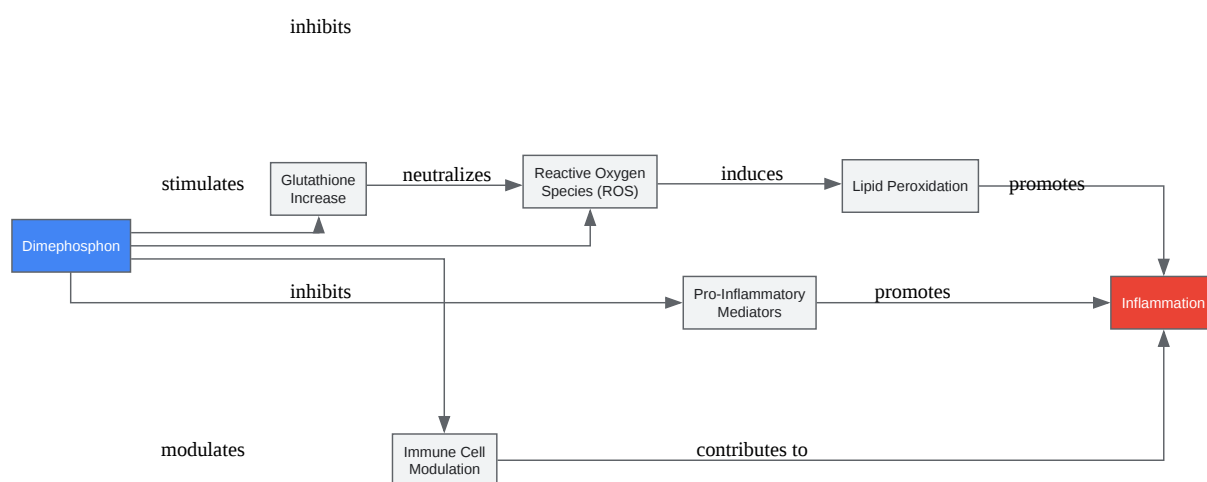 inhibits
stimulates
Glutathione
Increase
neutralizes
Reactive Oxygen
Species (ROS)
induces
Lipid Peroxidation
promotes
Dimephosphon
inhibits
Pro-Inflammatory
Mediators
promotes
Inflammation
modulates
Immune Cell
Modulation
contributes to